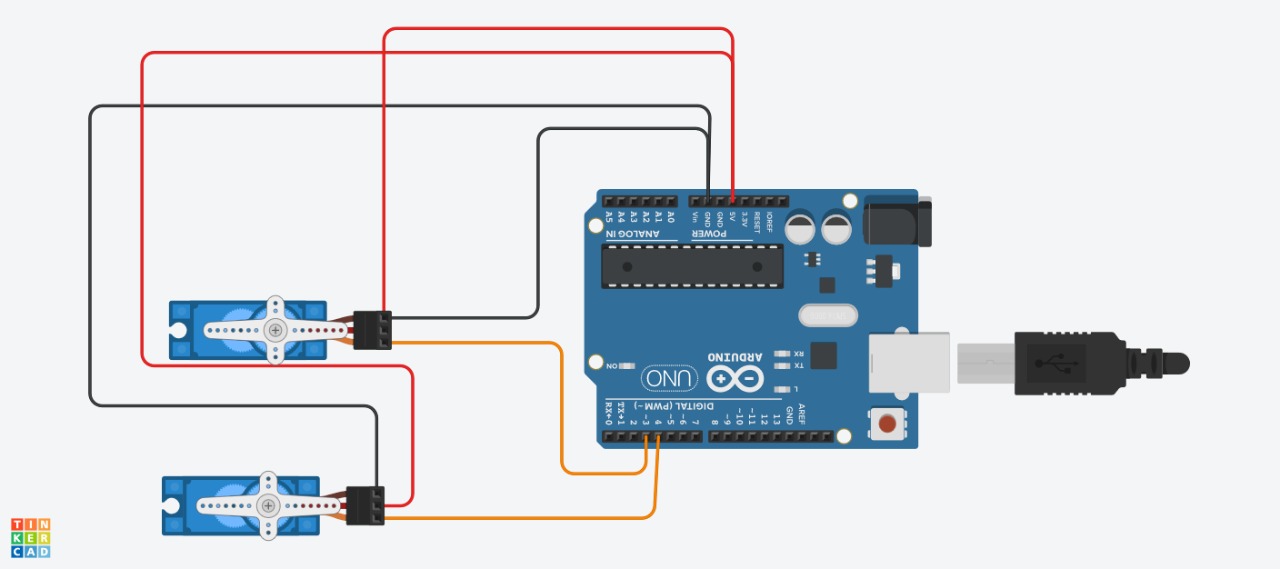 A5
A4
A3
A2
A1
A0
Vin
GND
GND
5V
3.3V
RESET
IOREF
ANALOG IN
POWER
ARDUINO
UNO
ON
RX
TX
L
DIGITAL (PWM ~)
RX←0
TX→1
2
~3
4
~5
~6
7
8
~9
~10
~11
12
13
GND
AREF
TIN
KER
CAD